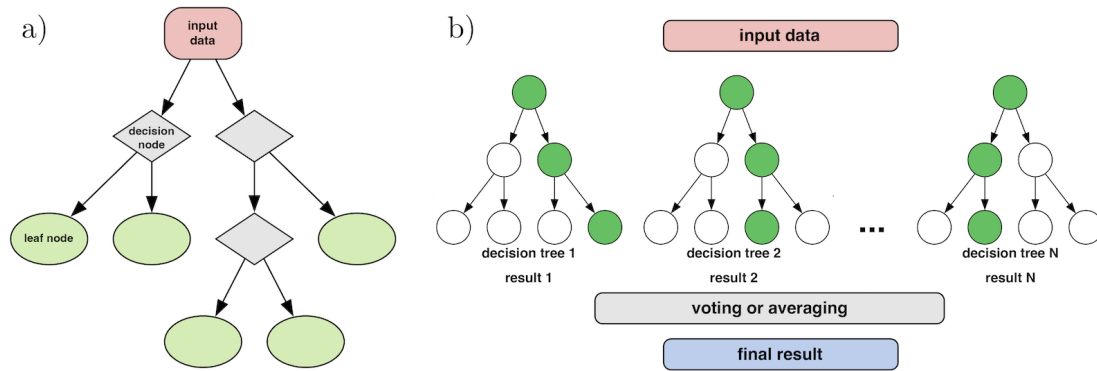 a)
input
data
decision
node
leaf node
b)
input data
...
decision tree 1
decision tree 2
decision tree N
result 1
result 2
result N
voting or averaging
final result